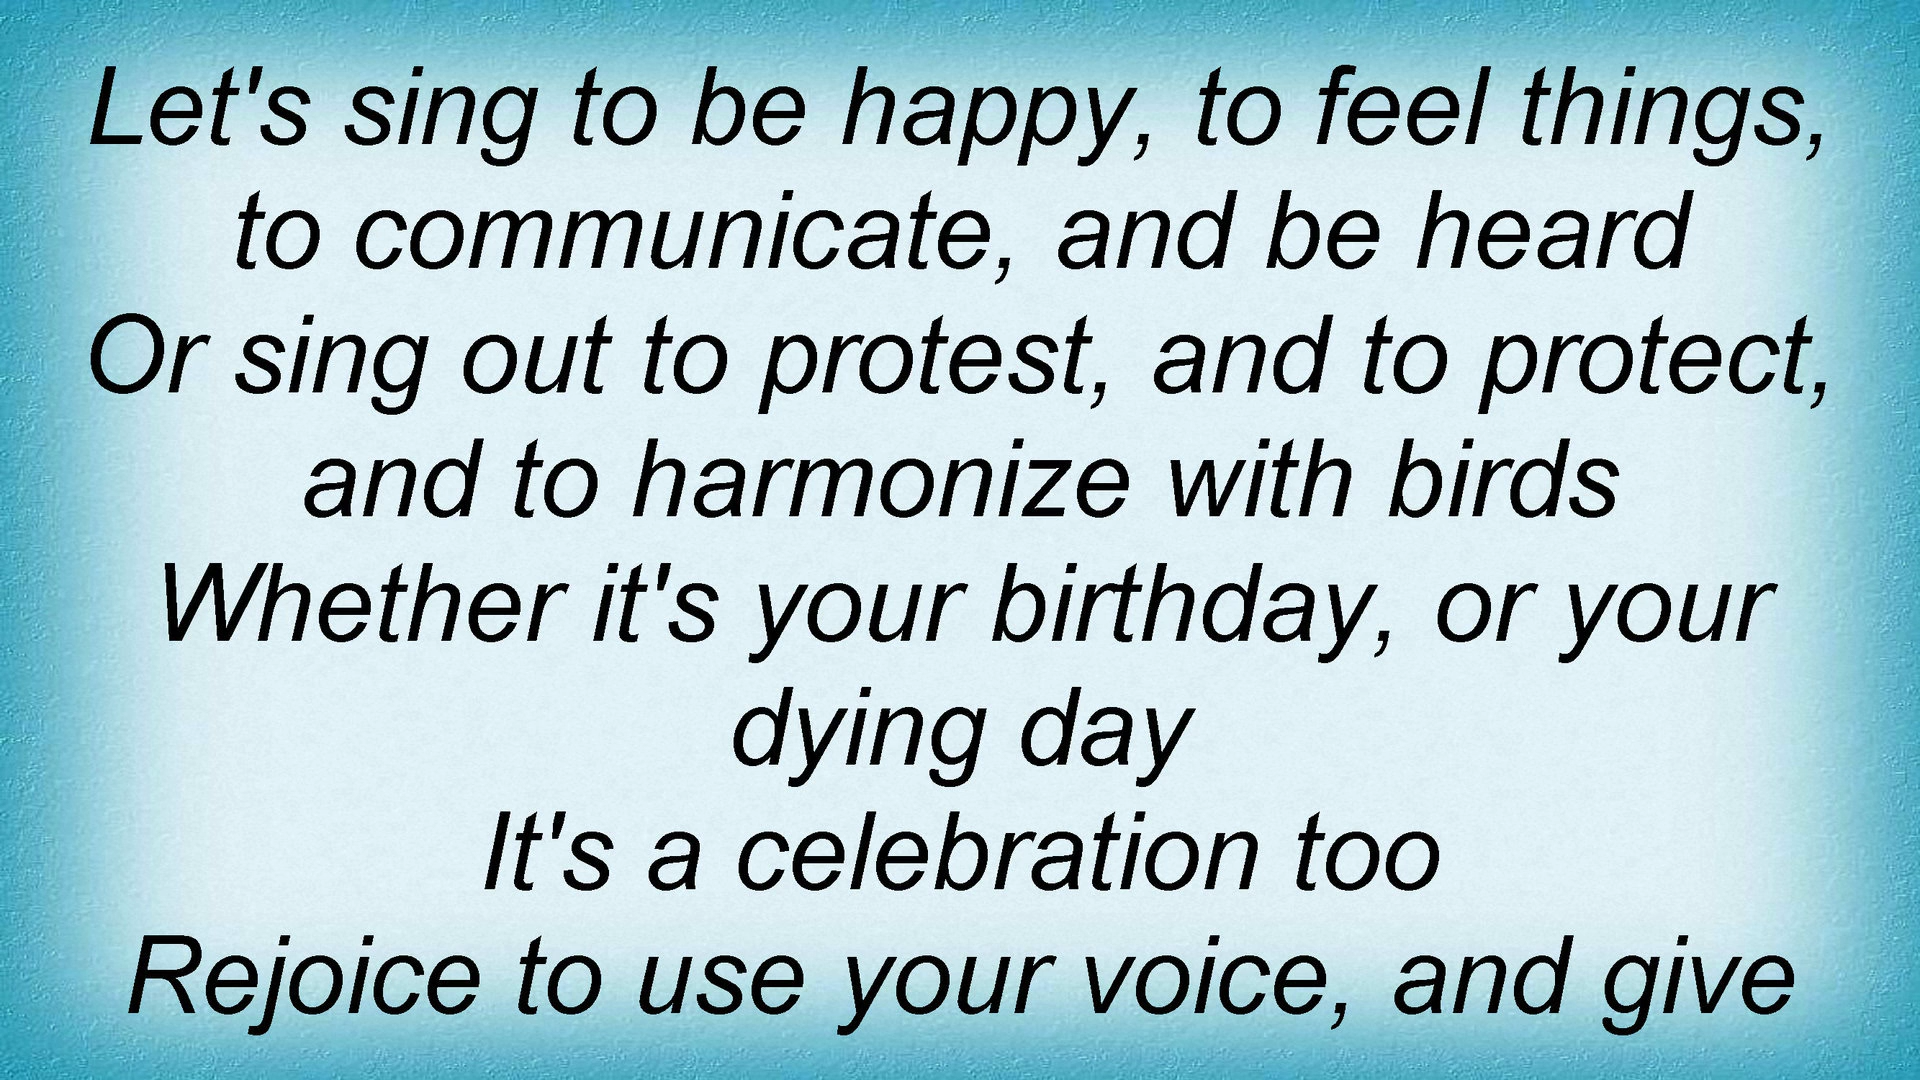 Let's sing to be happy, to feel things,
to communicate, and be heard
Or sing out to protest, and to protect,
and to harmonize with birds
Whether it's your birthday, or your
dying day
It's a celebration too
Rejoice to use your voice, and give